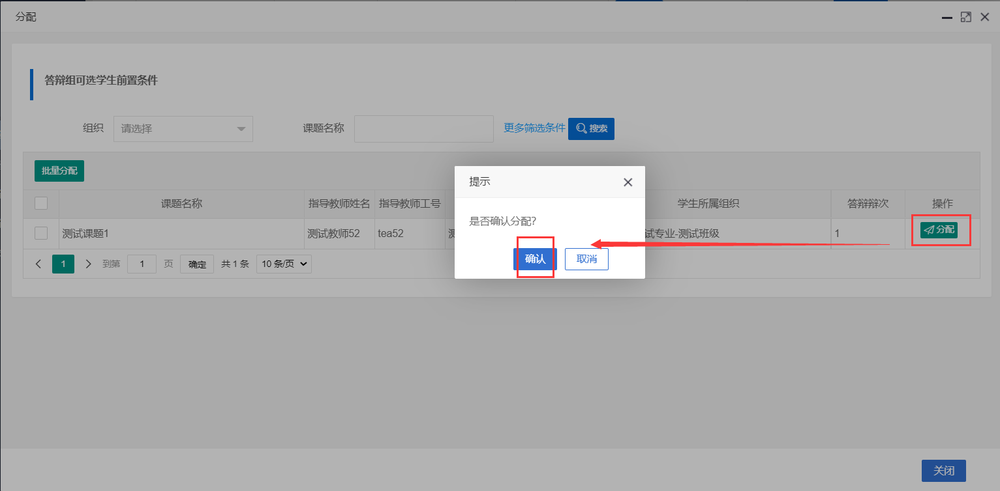 分配
答辩组可选学生前置条件
组织 请选择 课题名称 更多筛选条件 搜索
批量分配
提示
课题名称 指导教师姓名 指导教师工号 学生所属组织 答辩辩次 操作
是否确认分配?
测试课题1 测试教师52 tea52 试专业-测试班级 1 分配
确认 取消
1 到第 1 页 确定 共 1 条 10 条/页
关闭